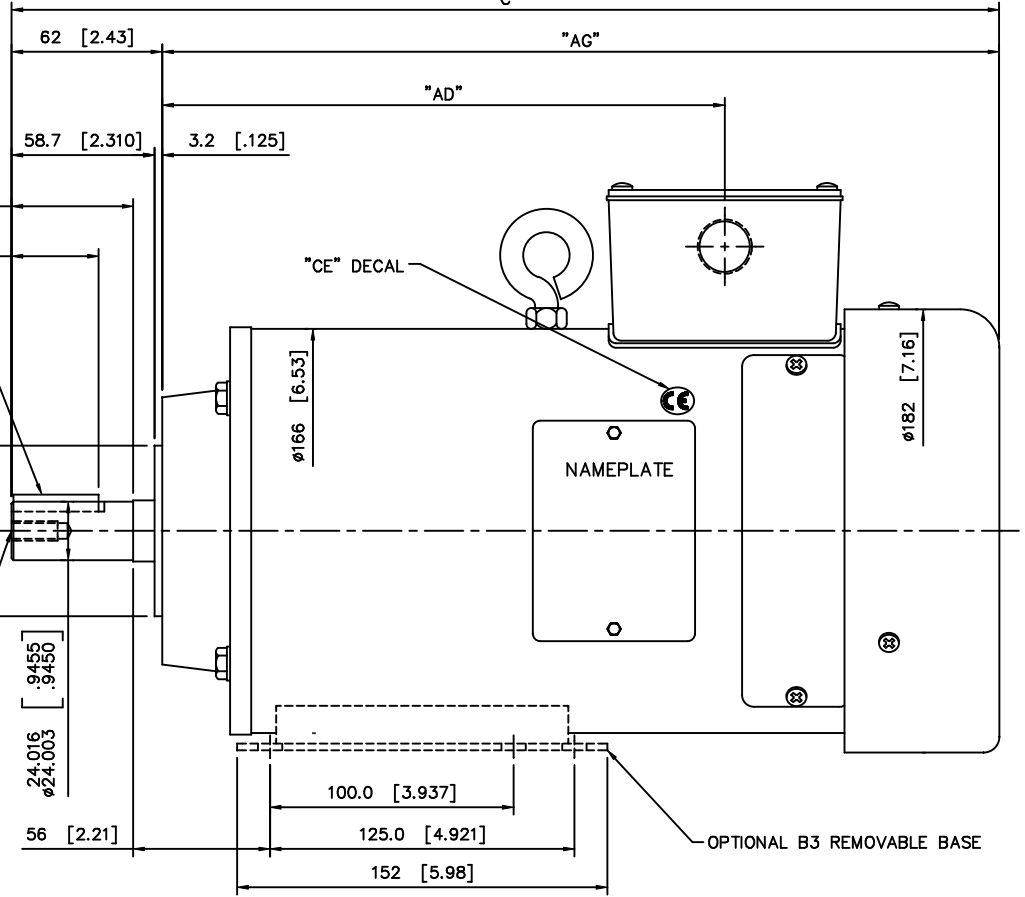 62 [2.43]
"AG"
"AD"
58.7 [2.310]
3.2 [.125]
"CE" DECAL
ø166 [6.53]
ø182 [7.16]
CE
NAMEPLATE
24.016 [.9455
ø24.003 .9450]
100.0 [3.937]
56 [2.21]
125.0 [4.921]
OPTIONAL B3 REMOVABLE BASE
152 [5.98]